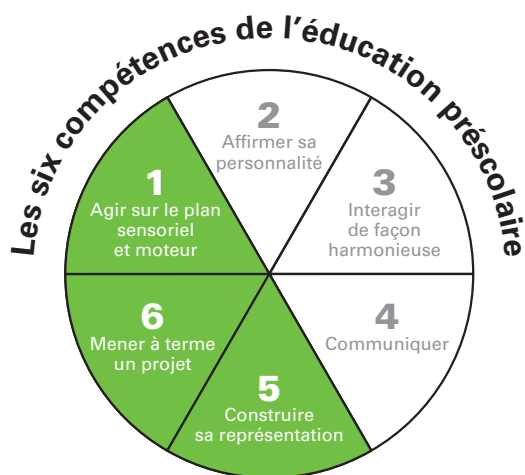 Les six compétences de l'éducation préscolaire
1
Agir sur le plan
sensoriel
et moteur
2
Affirmer sa
personnalité
3
Interagir
de façon
harmonieuse
4
Communiquer
5
Construire
sa représentation
6
Mener à terme
un projet